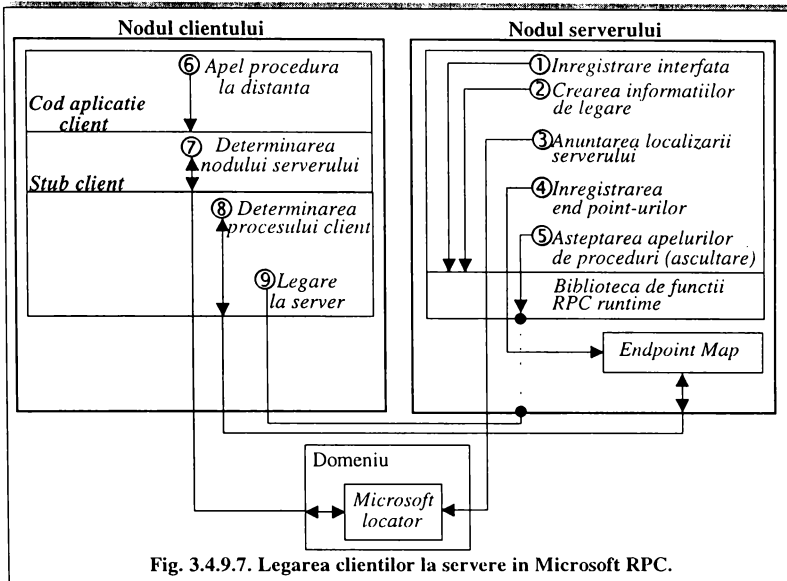 Nodul clientului
⑥ Apel procedura
la distanta
Cod aplicatie
client
⑦ Determinarea
nodului serverului
Stub client
⑧ Determinarea
procesului client
⑨ Legare
la server
Nodul serverului
① Inregistrare interfata
② Crearea informatiilor
de legare
③ Anuntarea localizarii
serverului
④ Inregistrarea
end point-urilor
⑤ Asteptarea apelurilor
de proceduri (ascultare)
Biblioteca de functii
RPC runtime
Endpoint Map
Domeniu
Microsoft
locator
Fig. 3.4.9.7. Legarea clientilor la servere in Microsoft RPC.